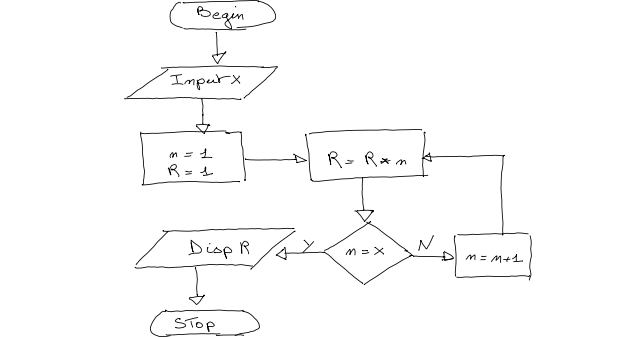 Begin
Input X
n = 1
R = 1
R = R * n
n = X
Y
N
n = n+1
Disp R
STop